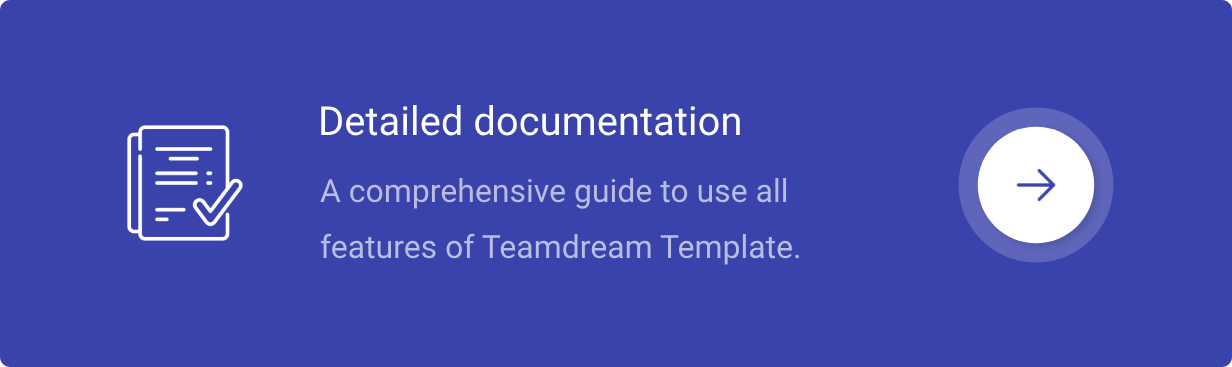 Detailed documentation
A comprehensive guide to use all
features of Teamdream Template.